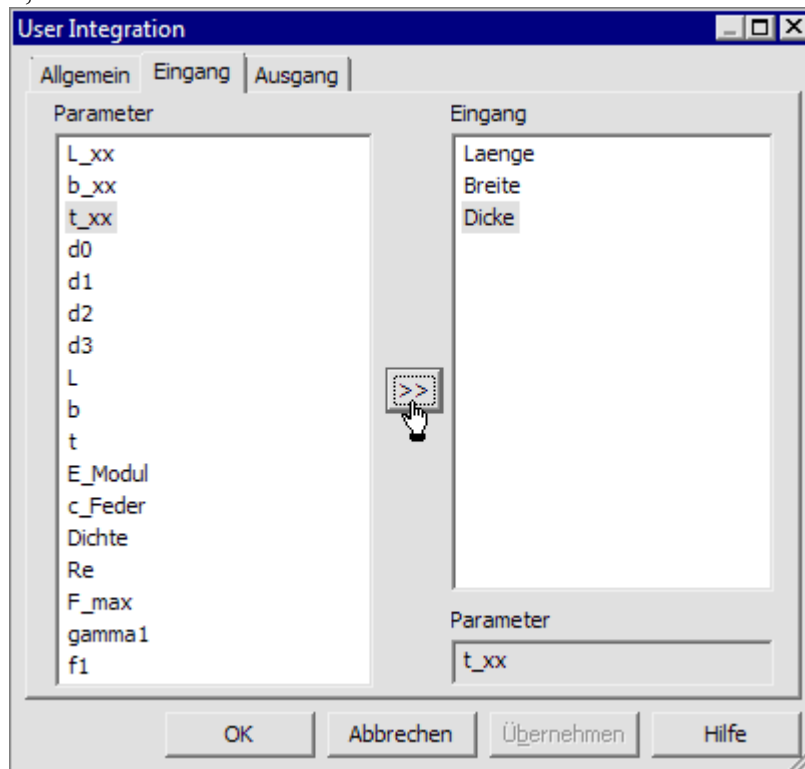 User Integration
Allgemein Eingang Ausgang
Parameter
L_xx
b_xx
t_xx
d0
d1
d2
d3
L
b
t
E_Modul
c_Feder
Dichte
Re
F_max
gamma1
f1
>>
Eingang
Laenge
Breite
Dicke
Parameter
t_xx
OK Abbrechen Übernehmen Hilfe